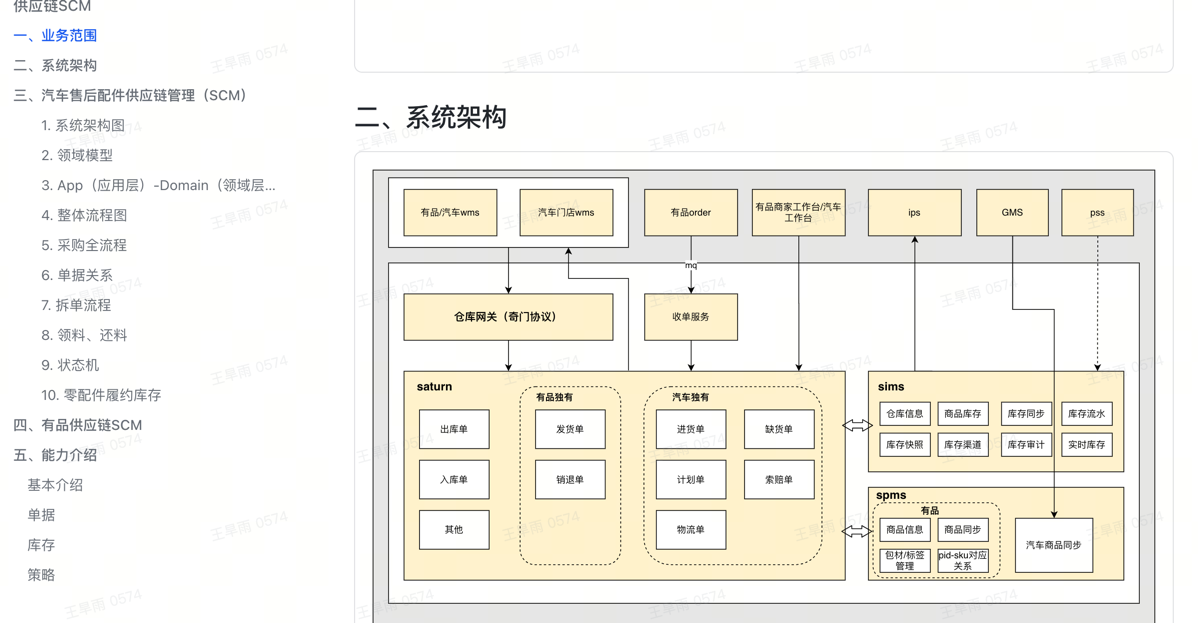 供应链SCM
一、业务范围
二、系统架构
三、汽车售后配件供应链管理（SCM）
1. 系统架构图
2. 领域模型
3. App（应用层）-Domain（领域层...
4. 整体流程图
5. 采购全流程
6. 单据关系
7. 拆单流程
8. 领料、还料
9. 状态机
10. 零配件履约库存
四、有品供应链SCM
五、能力介绍
基本介绍
单据
库存
策略
二、系统架构
有品/汽车wms
汽车门店wms
有品order
有品商家工作台/汽车
工作台
ips
GMS
pss
mq
仓库网关（奇门协议）
收单服务
saturn
出库单
入库单
其他
有品独有
发货单
销退单
汽车独有
进货单
缺货单
计划单
索赔单
物流单
sims
仓库信息
商品库存
库存同步
库存流水
库存快照
库存渠道
库存审计
实时库存
spms
有品
商品信息
商品同步
包材/标签
管理
pid-sku对应
关系
汽车商品同步
王旱雨 0574